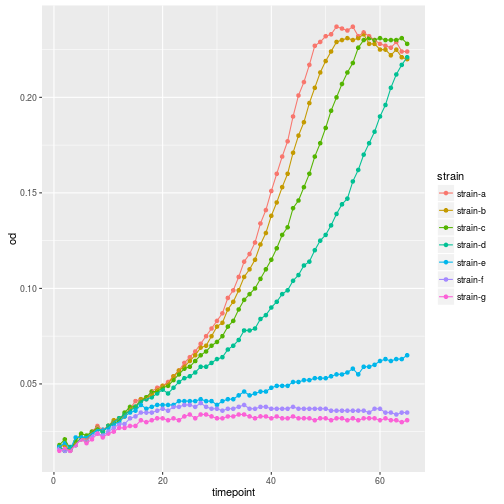 0.20
0.15
0.10
0.05
od
0
20
40
60
timepoint
strain
strain-a
strain-b
strain-c
strain-d
strain-e
strain-f
strain-g